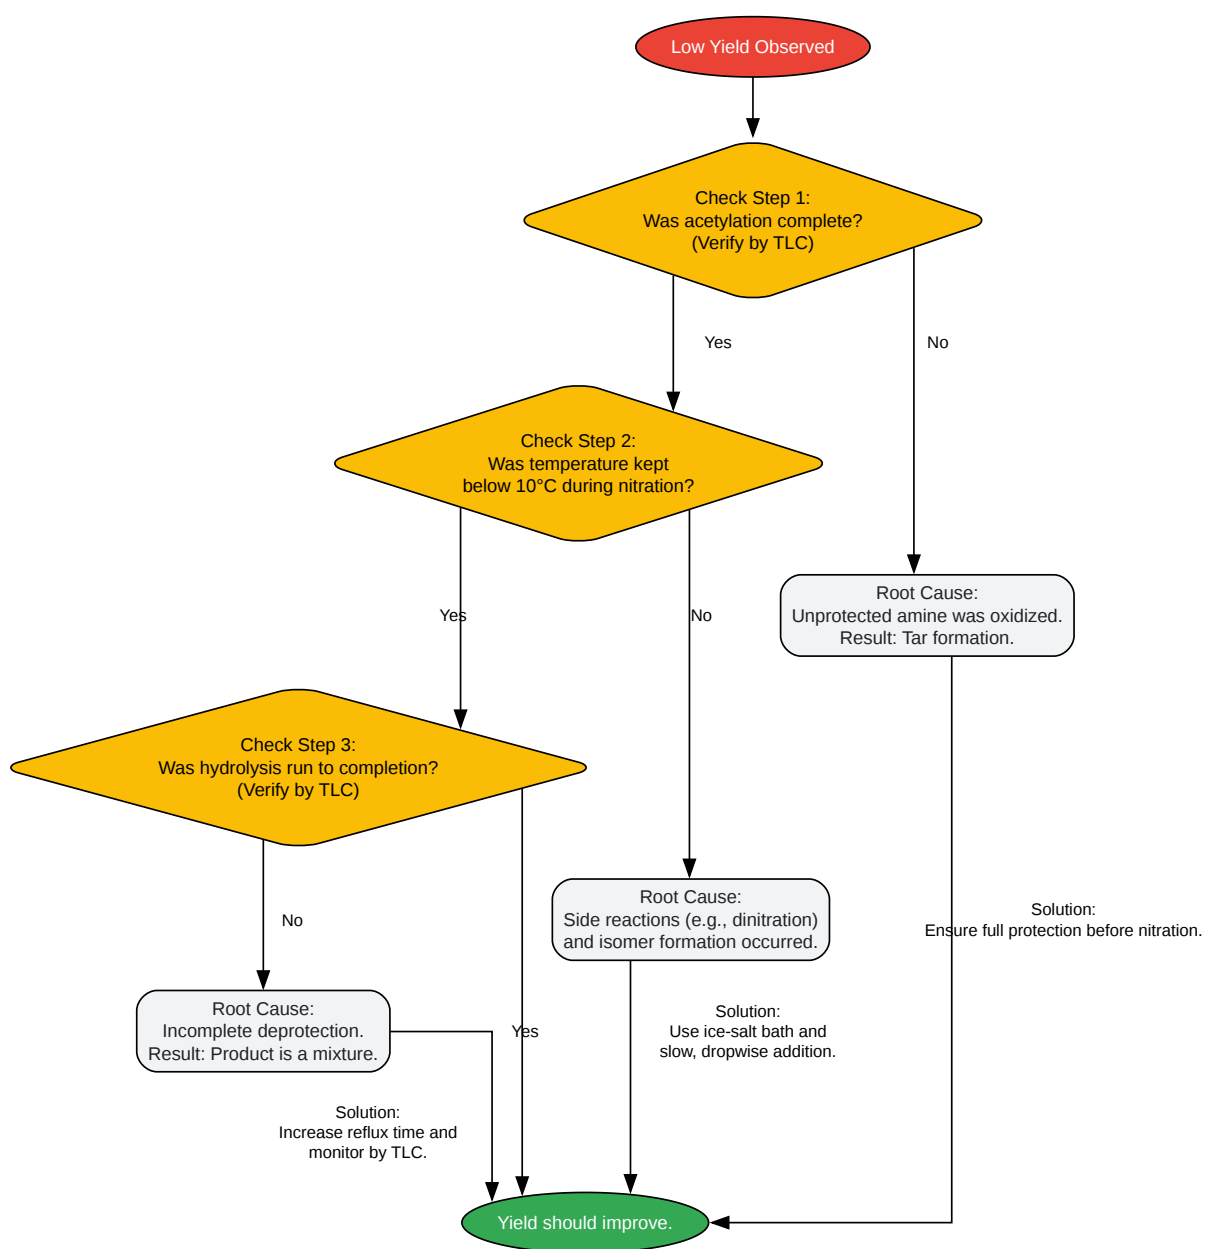 Low Yield Observed
Check Step 1:
Was acetylation complete?
(Verify by TLC)
Yes
No
Check Step 2:
Was temperature kept
below 10°C during nitration?
Root Cause:
Unprotected amine was oxidized.
Result: Tar formation.
Yes
No
Check Step 3:
Was hydrolysis run to completion?
(Verify by TLC)
Root Cause:
Side reactions (e.g., dinitration)
and isomer formation occurred.
Solution:
Ensure full protection before nitration.
No
Root Cause:
Incomplete deprotection.
Result: Product is a mixture.
Yes
Solution:
Use ice-salt bath and
slow, dropwise addition.
Solution:
Increase reflux time and
monitor by TLC.
Yield should improve.